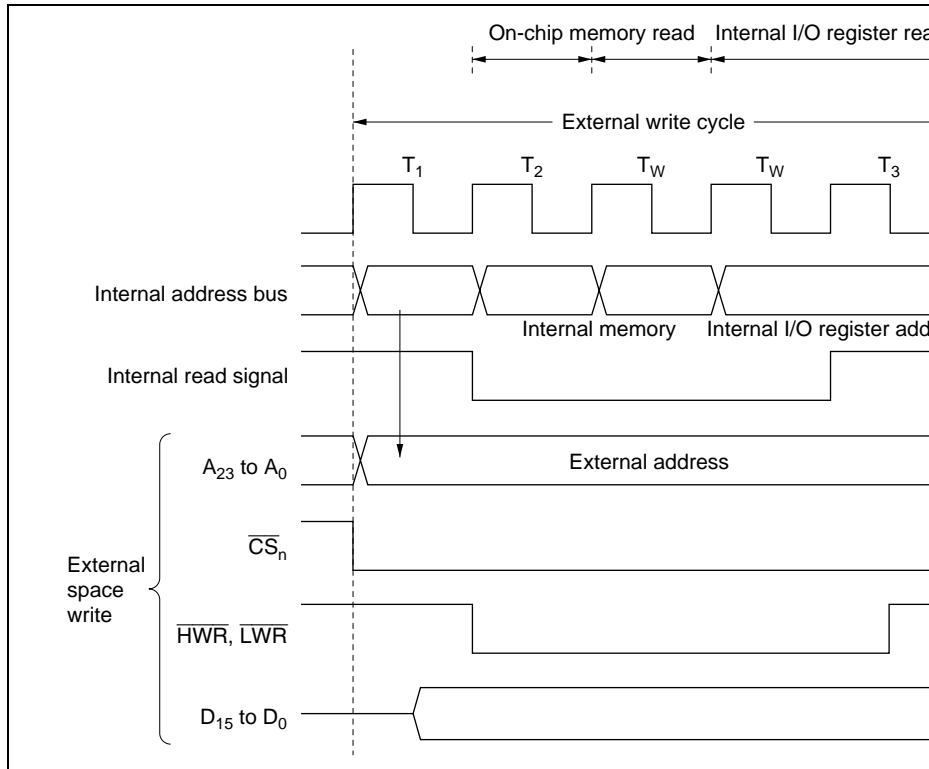 On-chip memory read Internal I/O register rea
External write cycle
T1 T2 TW TW T3
Internal address bus
Internal memory Internal I/O register add
Internal read signal
A23 to A0 External address
CSn
External
space
write
HWR, LWR
D15 to D0